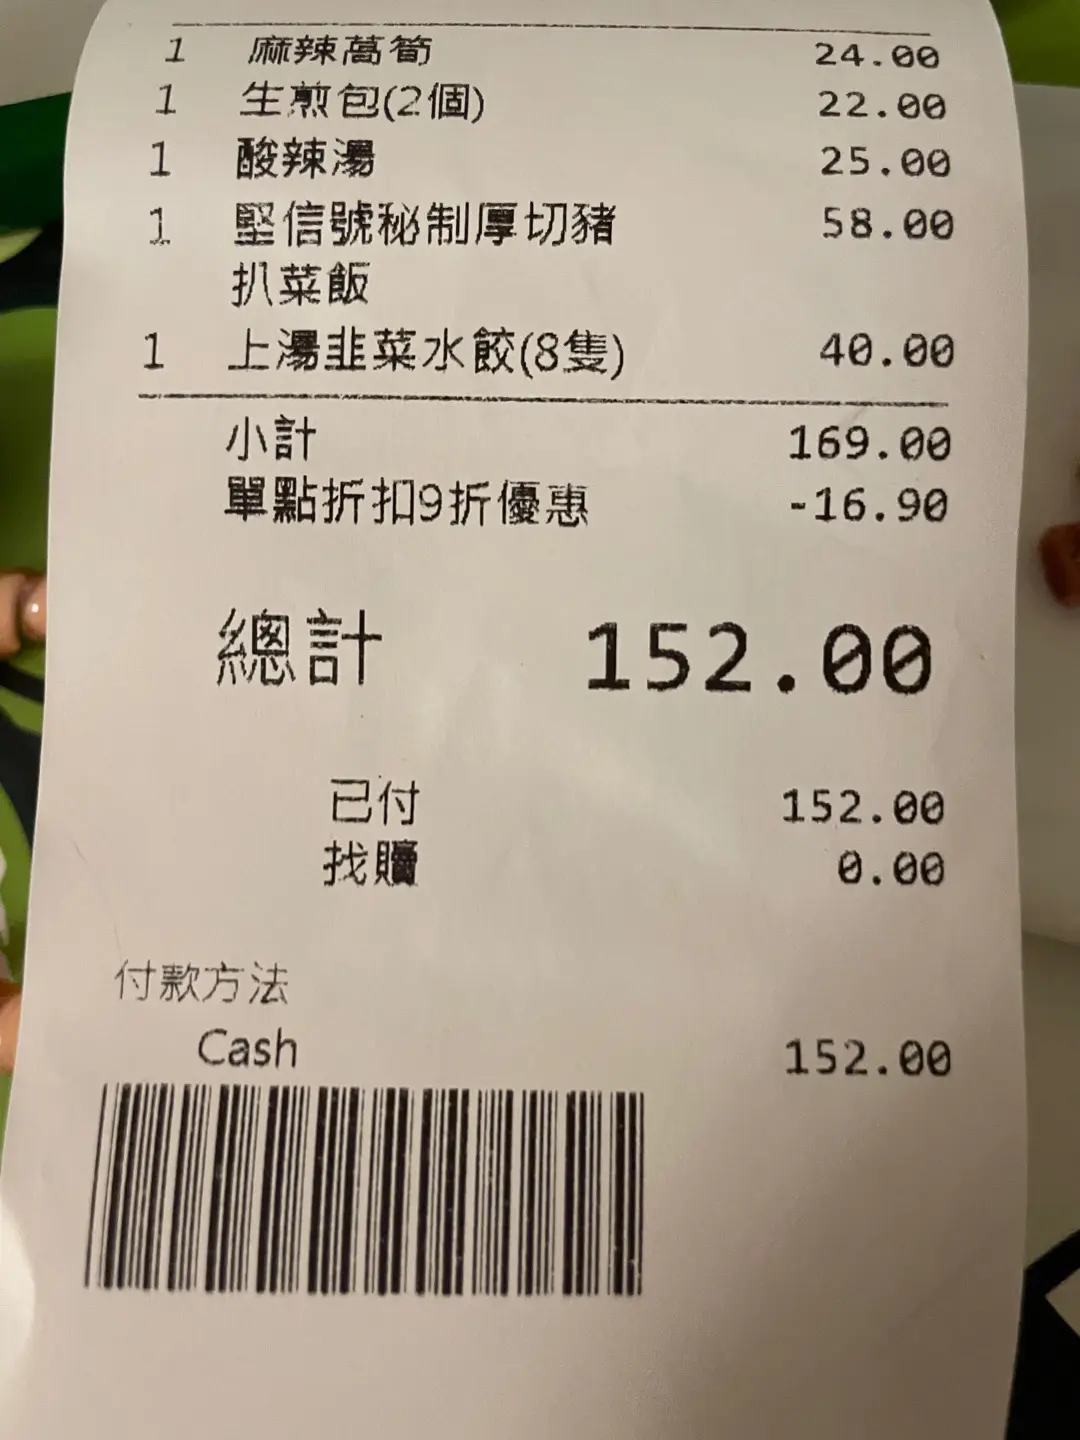 1 麻辣萵筍 24.00
1 生煎包(2個) 22.00
1 酸辣湯 25.00
1 堅信號秘制厚切豬 58.00
扒菜飯
1 上湯韭菜水餃(8隻) 40.00
小計 169.00
單點折扣9折優惠 -16.90
總計 152.00
已付 152.00
找贖 0.00
付款方法
Cash 152.00